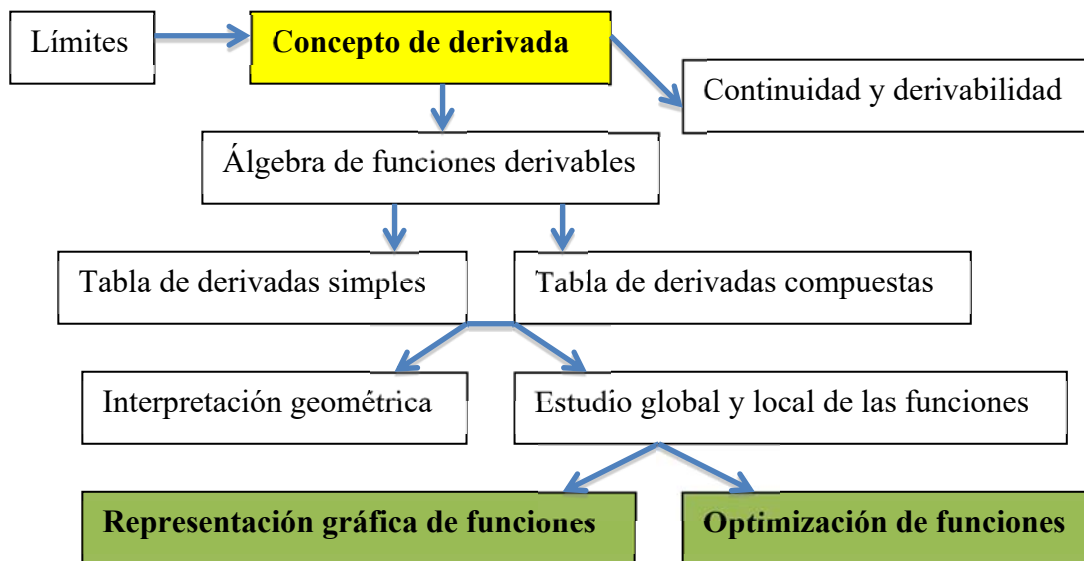 Límites
Concepto de derivada
Continuidad y derivabilidad
Álgebra de funciones derivables
Tabla de derivadas simples
Tabla de derivadas compuestas
Interpretación geométrica
Estudio global y local de las funciones
Representación gráfica de funciones
Optimización de funciones